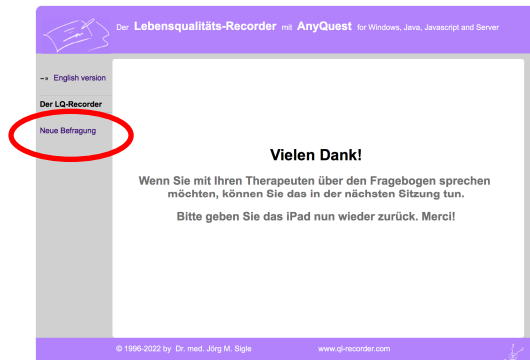 Der Lebensqualitäts-Recorder mit AnyQuest for Windows, Java, Javascript and Server
--» English version
Der LQ-Recorder
Neue Befragung
Vielen Dank!
Wenn Sie mit Ihren Therapeuten über den Fragebogen sprechen
möchten, können Sie das in der nächsten Sitzung tun.
Bitte geben Sie das iPad nun wieder zurück. Merci!
© 1996-2022 by Dr. med. Jörg M. Sigle www.ql-recorder.com